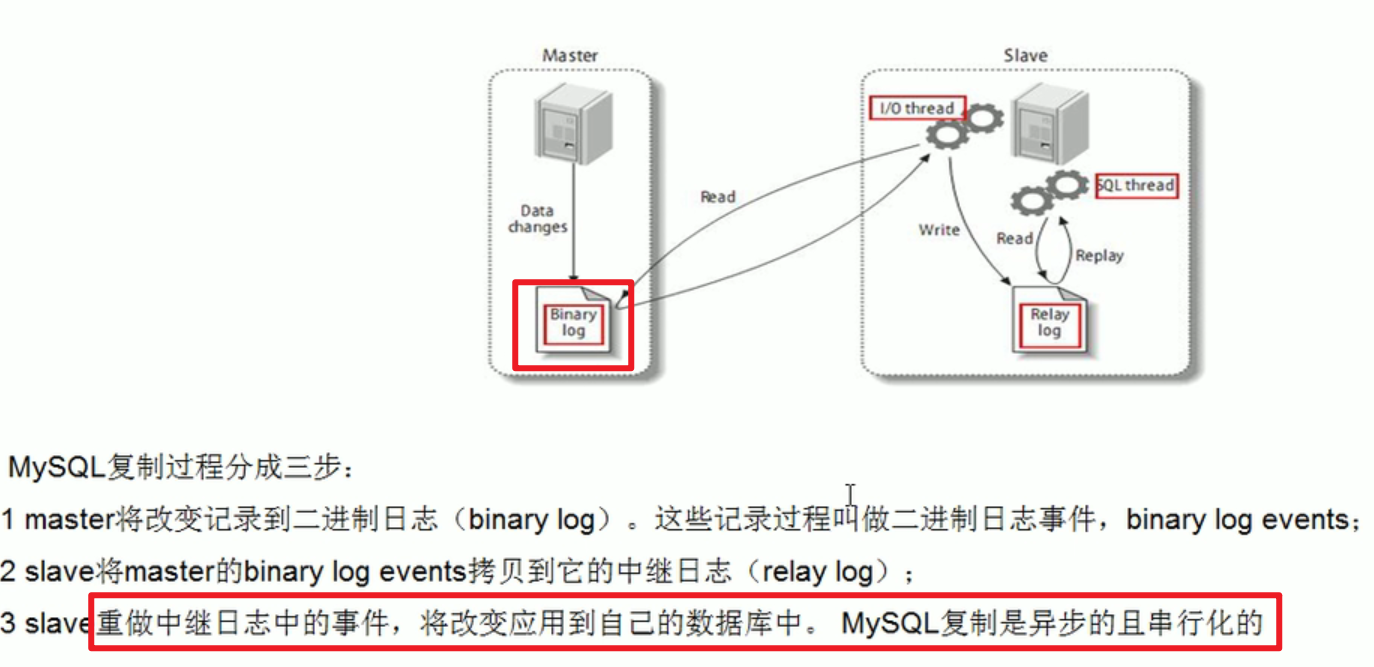 Master
Slave
I/O thread
SQL thread
Read
Data
changes
Write
Read
Replay
Binary
log
Relay
log
MySQL复制过程分成三步：
1 master将改变记录到二进制日志（binary log）。这些记录过程叫做二进制日志事件，binary log events；
2 slave将master的binary log events拷贝到它的中继日志（relay log）；
3 slave重做中继日志中的事件，将改变应用到自己的数据库中。 MySQL复制是异步的且串行化的